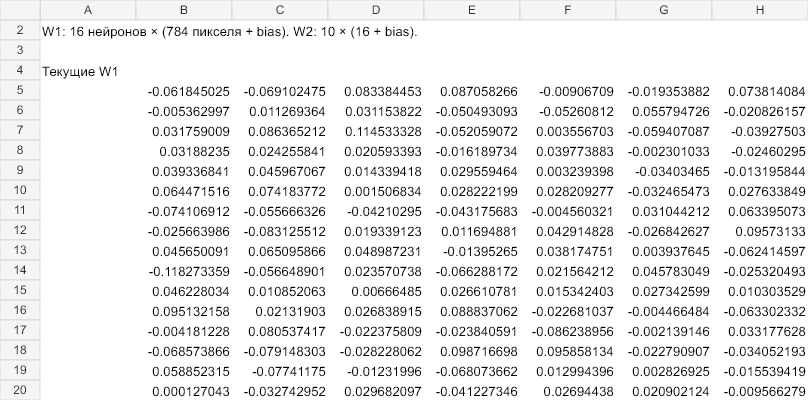 A B C D E F G H
2 W1: 16 нейронов × (784 пикселя + bias). W2: 10 × (16 + bias).
3
4 Текущие W1
5 -0.061845025 -0.069102475 0.083384453 0.087058266 -0.00906709 -0.019353882 0.073814084
6 -0.005362997 0.011269364 0.031153822 -0.050493093 -0.05260812 0.055794726 -0.020826157
7 0.031759009 0.086365212 0.114533328 -0.052059072 0.003556703 -0.059407087 -0.03927503
8 0.03188235 0.024255841 0.020593393 -0.016189734 0.039773883 -0.002301033 -0.02460295
9 0.039336841 0.045967067 0.014339418 0.029559464 0.003239398 -0.03403465 -0.013195844
10 0.064471516 0.074183772 0.001506834 0.028222199 0.028209277 -0.032465473 0.027633849
11 -0.074106912 -0.055666326 -0.04210295 -0.043175683 -0.004560321 0.031044212 0.063395073
12 -0.025663986 -0.083125512 0.019339123 0.011694881 0.042914828 -0.026842627 0.09573133
13 0.045650091 0.065095866 0.048987231 -0.01395265 0.038174751 0.003937645 -0.062414597
14 -0.118273359 -0.056648901 0.023570738 -0.066288172 0.021564212 0.045783049 -0.025320493
15 0.046228034 0.010852063 0.00666485 0.026610781 0.015342403 0.027342599 0.010303529
16 0.095132158 0.02131903 0.026838915 0.088837062 -0.022681037 -0.004466484 -0.063302332
17 -0.004181228 0.080537417 -0.022375809 -0.023840591 -0.086238956 -0.002139146 0.033177628
18 -0.068573866 -0.079148303 -0.028228062 0.098716698 0.095858134 -0.022790907 -0.034052193
19 0.058852315 -0.07741175 -0.01231996 -0.068073662 0.012994396 0.002826925 -0.015539419
20 0.000127043 -0.032742952 0.029682097 -0.041227346 0.02694438 0.020902124 -0.009566279